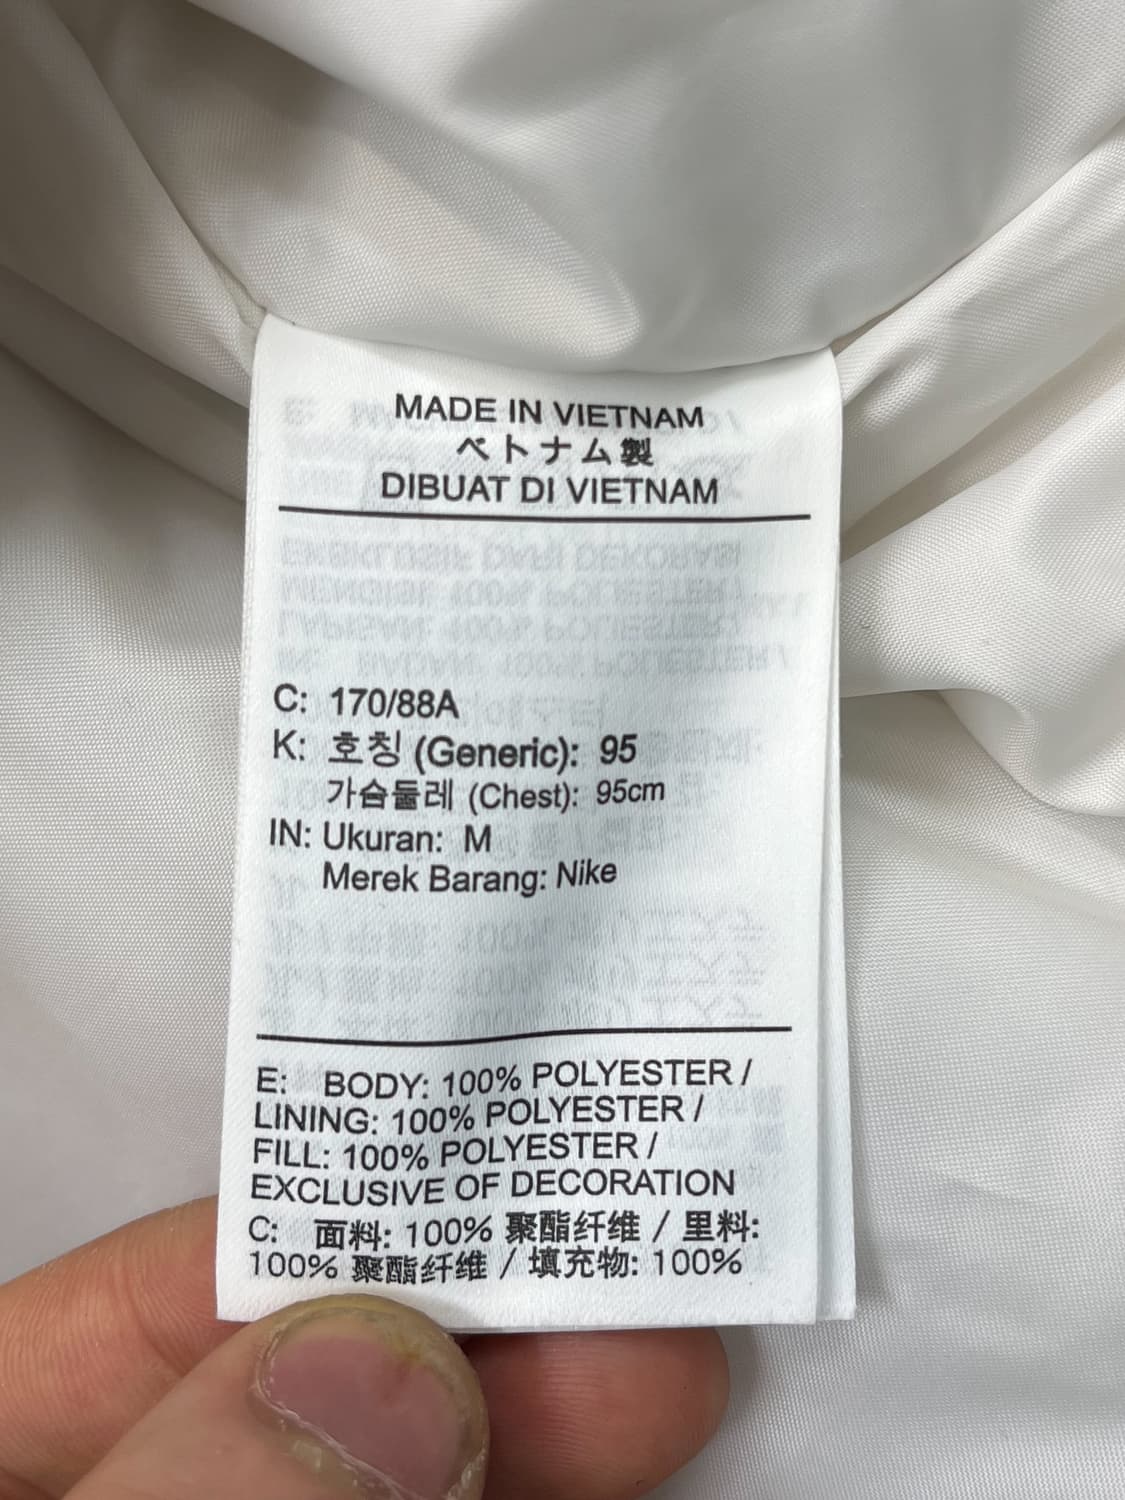 MADE IN VIETNAM
ベトナム製
DIBUAT DI VIETNAM
C: 170/88A
K: 호칭 (Generic): 95
가슴둘레 (Chest): 95cm
IN: Ukuran: M
Merek Barang: Nike
E: BODY: 100% POLYESTER /
LINING: 100% POLYESTER /
FILL: 100% POLYESTER /
EXCLUSIVE OF DECORATION
C: 面料: 100% 聚酯纤维 / 里料:
100% 聚酯纤维 / 填充物: 100%